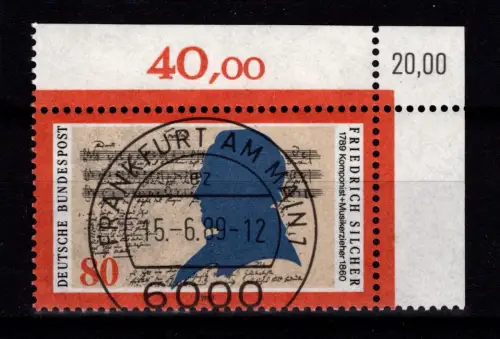 40,00
20,00
DEUTSCHE BUNDESPOST
80
FRIEDRICH SILCHER
1789 Komponist+Musikerzieher 1860
FRANKFURT AM MAIN 1
az
15.-6.89-12
6000